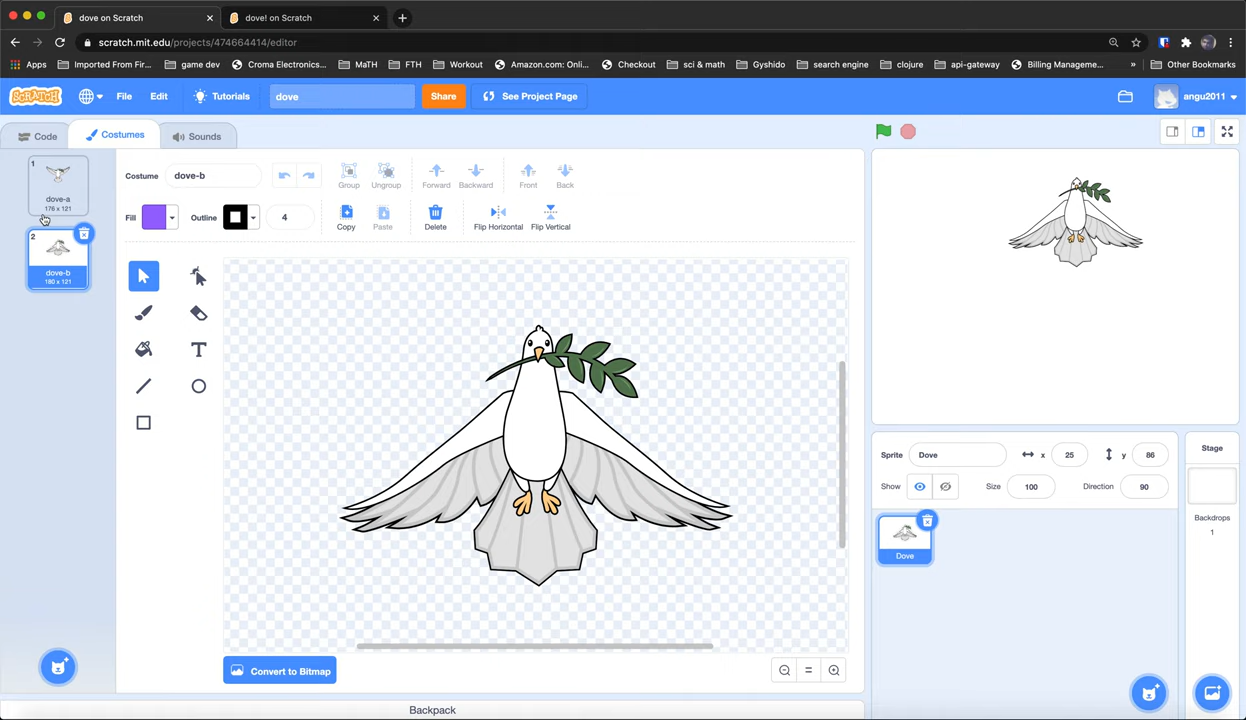 dove on Scratch
dove! on Scratch
scratch.mit.edu/projects/474664414/editor
Apps
Imported From Fir...
game dev
Croma Electronics...
MaTH
FTH
Workout
Amazon.com: Onl...
Checkout
sci & math
Gyshido
search engine
clojure
api-gateway
Billing Manageme...
»
Other Bookmarks
SCRATCH
File
Edit
Tutorials
dove
Share
See Project Page
angu2011
Code
Costumes
Sounds
1
dove-a
176 x 121
2
dove-b
180 x 121
Costume
dove-b
Group
Ungroup
Forward
Backward
Front
Back
Fill
Outline
4
Copy
Paste
Delete
Flip Horizontal
Flip Vertical
T
Convert to Bitmap
Backpack
Sprite
Dove
x
25
y
86
Show
Size
100
Direction
90
Dove
Stage
Backdrops
1